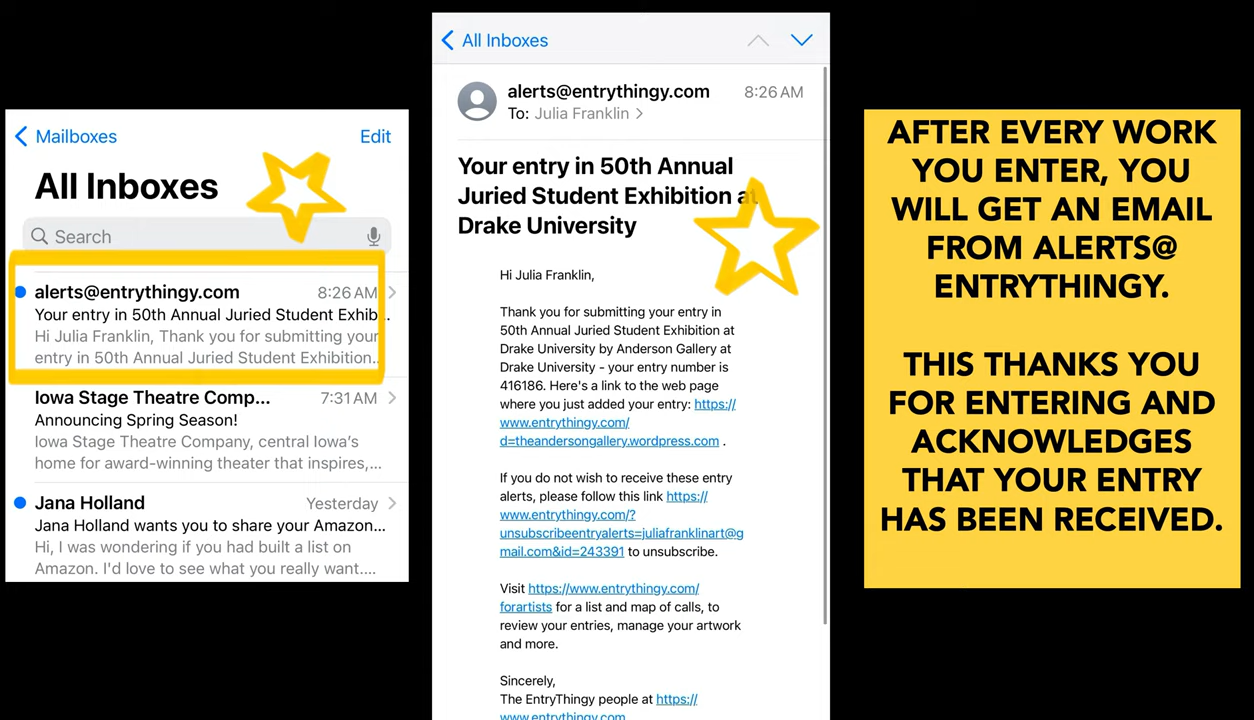 Mailboxes
Edit
All Inboxes
Search
alerts@entrythingy.com 8:26 AM
Your entry in 50th Annual Juried Student Exhib...
Hi Julia Franklin, Thank you for submitting your
entry in 50th Annual Juried Student Exhibition...
Iowa Stage Theatre Comp... 7:31 AM
Announcing Spring Season!
Iowa Stage Theatre Company, central Iowa's
home for award-winning theater that inspires,...
Jana Holland Yesterday
Jana Holland wants you to share your Amazon...
Hi, I was wondering if you had built a list on
Amazon. I'd love to see what you really want....
All Inboxes
alerts@entrythingy.com 8:26 AM
To: Julia Franklin
Your entry in 50th Annual
Juried Student Exhibition at
Drake University
Hi Julia Franklin,
Thank you for submitting your entry in
50th Annual Juried Student Exhibition at
Drake University by Anderson Gallery at
Drake University - your entry number is
416186. Here's a link to the web page
where you just added your entry: https://
www.entrythingy.com/
d=theandersongallery.wordpress.com .
If you do not wish to receive these entry
alerts, please follow this link https://
www.entrythingy.com/?
unsubscribeentryalerts=juliafranklinart@g
mail.com&id=243391 to unsubscribe.
Visit https://www.entrythingy.com/
forartists for a list and map of calls, to
review your entries, manage your artwork
and more.
Sincerely,
The EntryThingy people at https://
www.entrythingy.com
AFTER EVERY WORK
YOU ENTER, YOU
WILL GET AN EMAIL
FROM ALERTS@
ENTRYTHINGY.
THIS THANKS YOU
FOR ENTERING AND
ACKNOWLEDGES
THAT YOUR ENTRY
HAS BEEN RECEIVED.